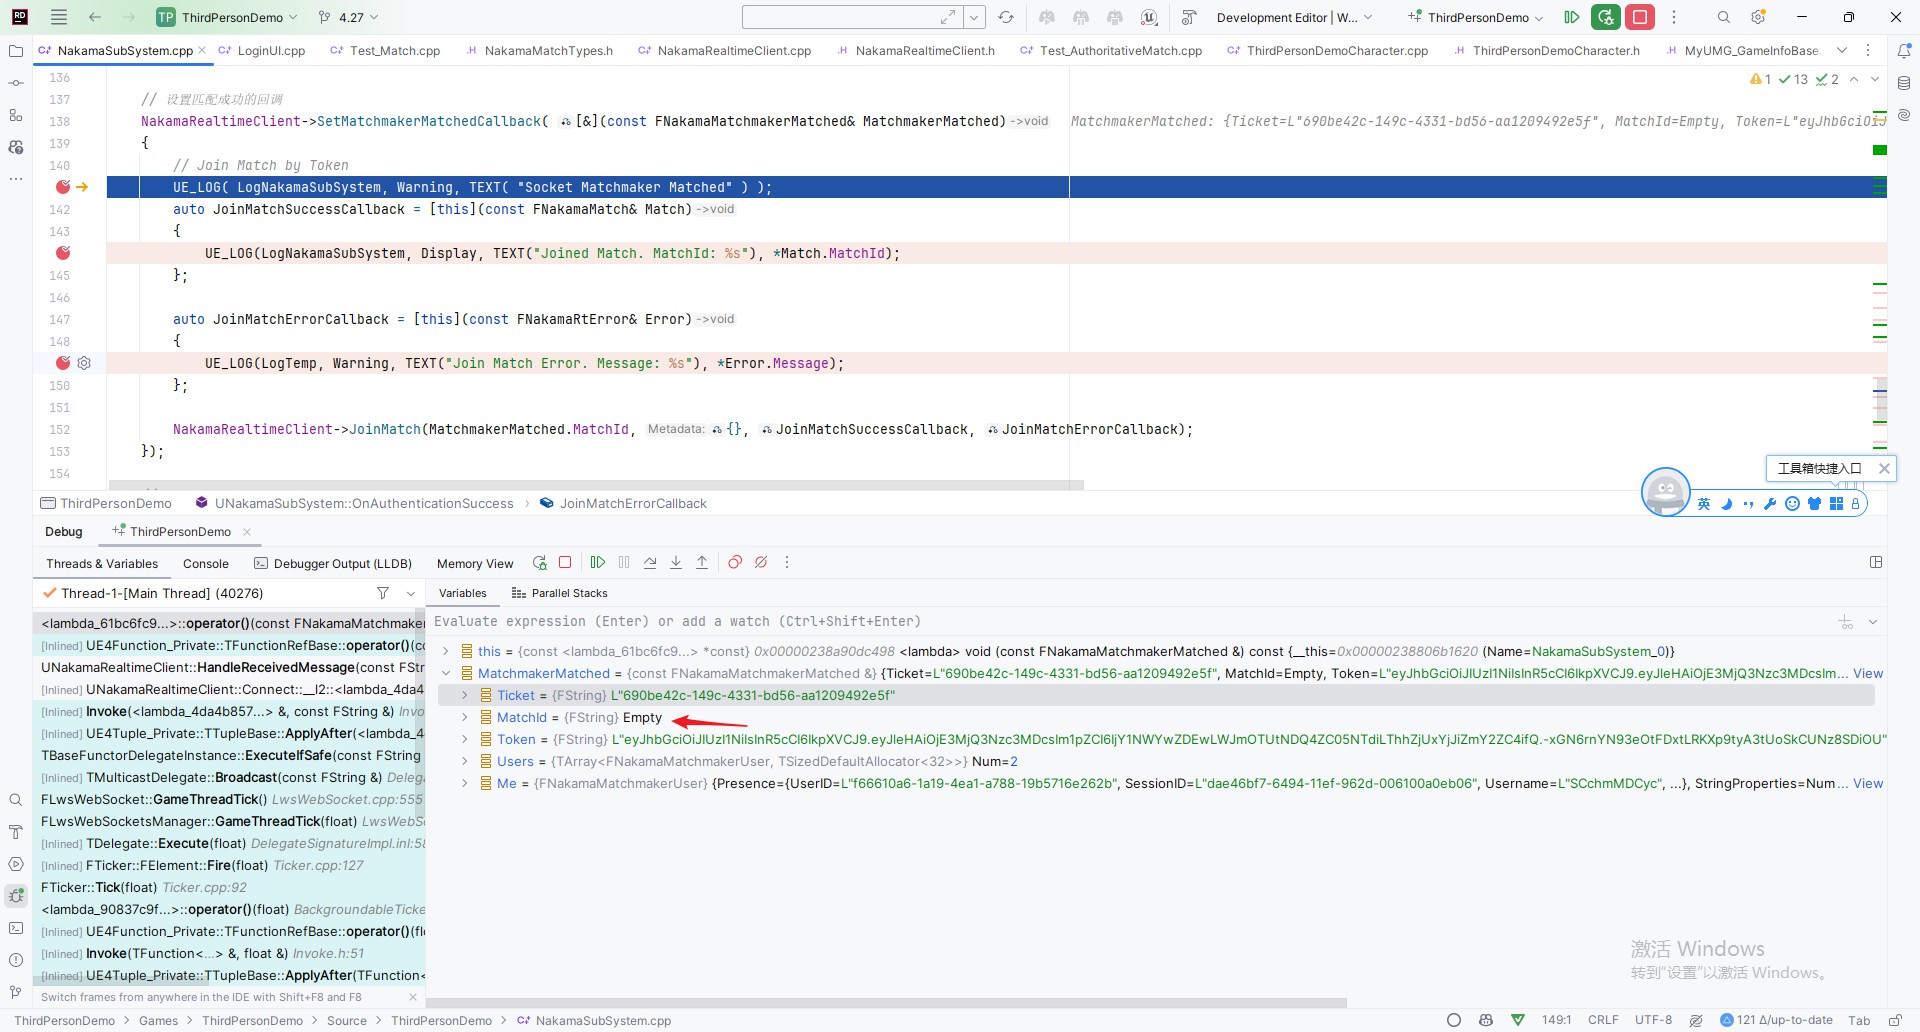 RD TP ThirdPersonDemo 4.27 Development Editor | W... ThirdPersonDemo
NakamaSubSystem.cpp LoginUI.cpp Test_Match.cpp NakamaMatchTypes.h NakamaRealtimeClient.cpp NakamaRealtimeClient.h Test_AuthoritativeMatch.cpp ThirdPersonDemoCharacter.cpp ThirdPersonDemoCharacter.h MyUMG_GameInfoBase
136 1 13 2
137 // 设置匹配成功的回调
138 NakamaRealtimeClient->SetMatchmakerMatchedCallback( [&](const FNakamaMatchmakerMatched& MatchmakerMatched) ->void MatchmakerMatched: {Ticket=L"690be42c-149c-4331-bd56-aa1209492e5f", MatchId=Empty, Token=L"eyJhbGciOiJ
139 {
140 // Join Match by Token
UE_LOG( LogNakamaSubSystem, Warning, TEXT( "Socket Matchmaker Matched" ) );
142 auto JoinMatchSuccessCallback = [this](const FNakamaMatch& Match) ->void
143 {
UE_LOG(LogNakamaSubSystem, Display, TEXT("Joined Match. MatchId: %s"), *Match.MatchId);
145 };
146
147 auto JoinMatchErrorCallback = [this](const FNakamaRtError& Error) ->void
148 {
UE_LOG(LogTemp, Warning, TEXT("Join Match Error. Message: %s"), *Error.Message);
150 };
151
152 NakamaRealtimeClient->JoinMatch(MatchmakerMatched.MatchId, Metadata: {}, JoinMatchSuccessCallback, JoinMatchErrorCallback);
153 });
154
工具箱快捷入口
英
ThirdPersonDemo UNakamaSubSystem::OnAuthenticationSuccess JoinMatchErrorCallback
Debug ThirdPersonDemo
Threads & Variables Console Debugger Output (LLDB) Memory View
Thread-1-[Main Thread] (40276)
Variables Parallel Stacks
Evaluate expression (Enter) or add a watch (Ctrl+Shift+Enter)
<lambda_61bc6fc9...>::operator()(const FNakamaMatchmaker
[Inlined] UE4Function_Private::TFunctionRefBase::operator()(co
UNakamaRealtimeClient::HandleReceivedMessage(const FStr
[Inlined] UNakamaRealtimeClient::Connect::__l2::<lambda_4da4
[Inlined] Invoke(<lambda_4da4b857...> &, const FString &) Invo
[Inlined] UE4Tuple_Private::TTupleBase::ApplyAfter(<lambda_4
TBaseFunctorDelegateInstance::ExecuteIfSafe(const FString
[Inlined] TMulticastDelegate::Broadcast(const FString &) Deleg
FLwsWebSocket::GameThreadTick() LwsWebSocket.cpp:555
FLwsWebSocketsManager::GameThreadTick(float) LwsWebS
[Inlined] TDelegate::Execute(float) DelegateSignatureImpl.inl:58
[Inlined] FTicker::FElement::Fire(float) Ticker.cpp:127
FTicker::Tick(float) Ticker.cpp:92
<lambda_90837c9f...>::operator()(float) BackgroundableTicke
[Inlined] UE4Function_Private::TFunctionRefBase::operator()(fl
[Inlined] Invoke(TFunction<...> &, float &) Invoke.h:51
[Inlined] UE4Tuple_Private::TTupleBase::ApplyAfter(TFunction<
Switch frames from anywhere in the IDE with Shift+F8 and F8
this = {const <lambda_61bc6fc9...> *const} 0x00000238a90dc498 <lambda> void (const FNakamaMatchmakerMatched &) const {__this=0x00000238806b1620 (Name=NakamaSubSystem_0)}
MatchmakerMatched = {const FNakamaMatchmakerMatched &} {Ticket=L"690be42c-149c-4331-bd56-aa1209492e5f", MatchId=Empty, Token=L"eyJhbGciOiJIUzI1NiIsInR5cCI6IkpXVCJ9.eyJleHAiOjE3MjQ3Nzc3MDcsIm... View
Ticket = {FString} L"690be42c-149c-4331-bd56-aa1209492e5f"
MatchId = {FString} Empty
Token = {FString} L"eyJhbGciOiJIUzI1NiIsInR5cCI6IkpXVCJ9.eyJleHAiOjE3MjQ3Nzc3MDcsIm1pZCI6IjY1NWYwZDEwLWJmOTUtNDQ4ZC05NTdiLThhZjUxYjJiZmY2ZC4ifQ.-xGN6rnYN93eOtFDxtLRKXp9tyA3tUoSkCUNz8SDiOU"
Users = {TArray<FNakamaMatchmakerUser, TSizedDefaultAllocator<32>>} Num=2
Me = {FNakamaMatchmakerUser} {Presence={UserID=L"f66610a6-1a19-4ea1-a788-19b5716e262b", SessionID=L"dae46bf7-6494-11ef-962d-006100a0eb06", Username=L"SCchmMDCyc", ...}, StringProperties=Num... View
激活 Windows
转到"设置"以激活 Windows。
ThirdPersonDemo Games ThirdPersonDemo Source ThirdPersonDemo NakamaSubSystem.cpp 149:1 CRLF UTF-8 121 Δ/up-to-date Tab